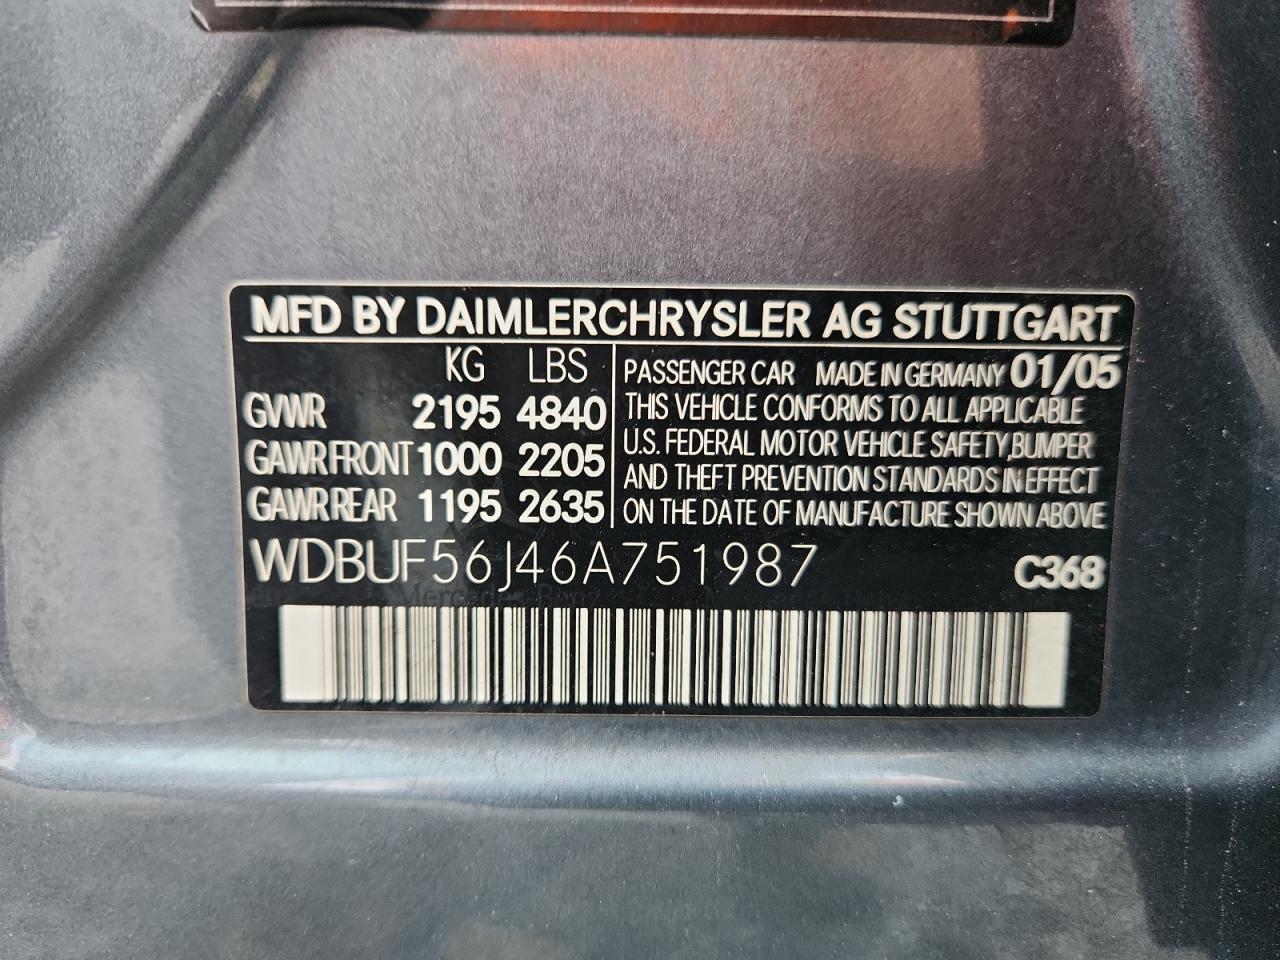 MFD BY DAIMLERCHRYSLER AG STUTTGART
KG LBS
GVWR 2195 4840
GAWR FRONT 1000 2205
GAWR REAR 1195 2635
PASSENGER CAR MADE IN GERMANY 01/05
THIS VEHICLE CONFORMS TO ALL APPLICABLE
U.S. FEDERAL MOTOR VEHICLE SAFETY,BUMPER
AND THEFT PREVENTION STANDARDS IN EFFECT
ON THE DATE OF MANUFACTURE SHOWN ABOVE
WDBUF56J46A751987 C368
Mercedes-Benz